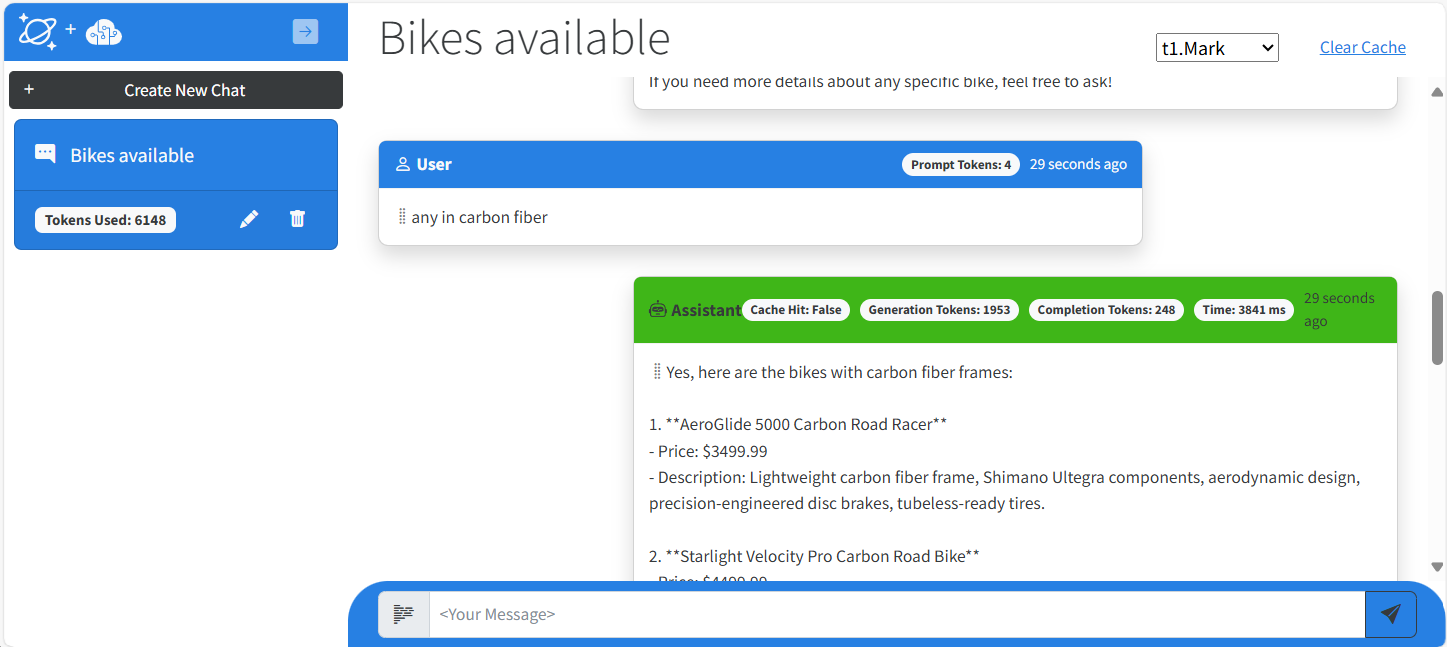 +
→
Bikes available
t1.Mark
Clear Cache
+ Create New Chat
Bikes available
Tokens Used: 6148
If you need more details about any specific bike, feel free to ask!
User Prompt Tokens: 4 29 seconds ago
any in carbon fiber
Assistant Cache Hit: False Generation Tokens: 1953 Completion Tokens: 248 Time: 3841 ms 29 seconds
ago
Yes, here are the bikes with carbon fiber frames:
1. **AeroGlide 5000 Carbon Road Racer**
- Price: $3499.99
- Description: Lightweight carbon fiber frame, Shimano Ultegra components, aerodynamic design,
precision-engineered disc brakes, tubeless-ready tires.
2. **Starlight Velocity Pro Carbon Road Bike**
- Price: $4499.99
<Your Message>